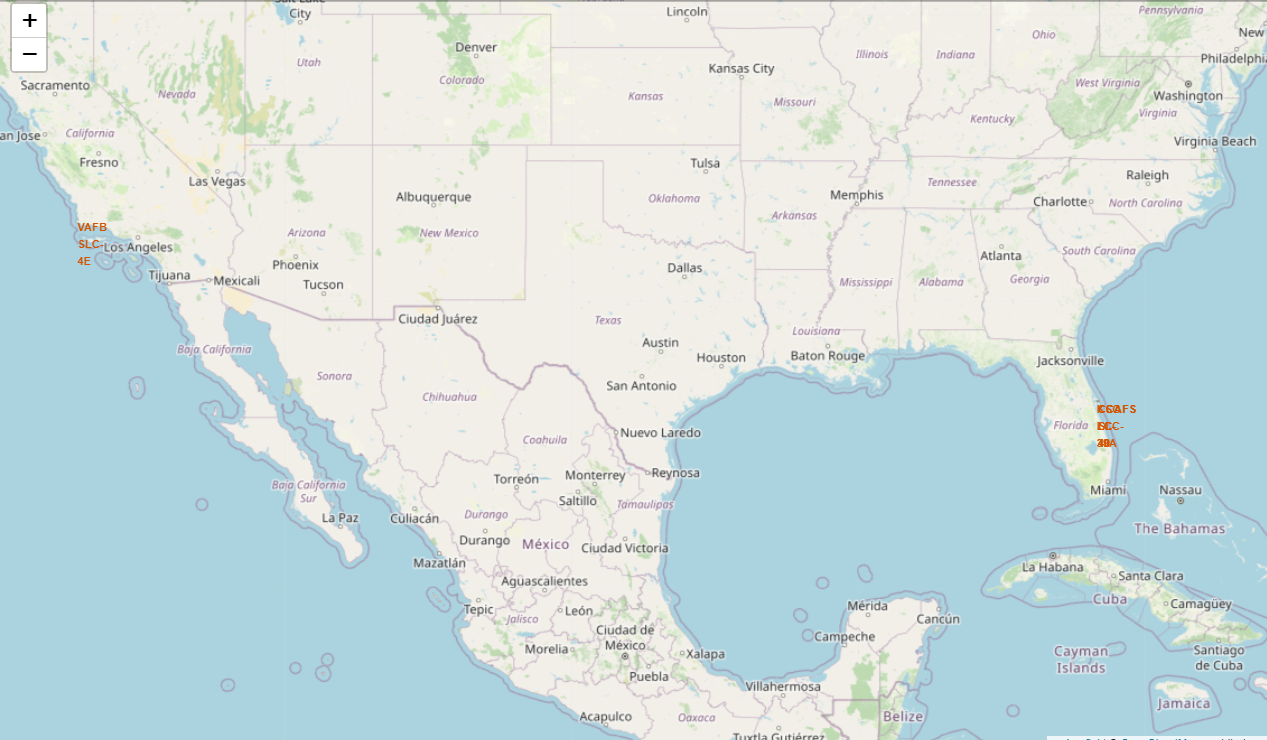 +
−
City
Lincoln
Pennsylvania
Ohio
New
Denver
Utah
Colorado
Illinois
Indiana
Philadelphia
Kansas City
Sacramento
Nevada
Kansas
Missouri
West Virginia
Washington
Virginia
California
Kentucky
an Jose
Virginia Beach
Fresno
Tulsa
Las Vegas
Raleigh
Albuquerque
Oklahoma
Memphis
Tennessee
Charlotte
North Carolina
Arkansas
VAFB
SLC-
4E
Los Angeles
Arizona
New Mexico
South Carolina
Atlanta
Phoenix
Dallas
Tijuana
Mexicali
Tucson
Mississippi
Alabama
Georgia
Ciudad Juárez
Texas
Louisiana
Austin
Houston
Baton Rouge
Jacksonville
Baja California
Sonora
San Antonio
Chihuahua
Florida
Coahuila
Nuevo Laredo
Torreón
Monterrey
Reynosa
Baja California
Sur
Saltillo
Tamaulipas
Miami
Nassau
La Paz
Culiacán
Durango
The Bahamas
Durango
México
Ciudad Victoria
Mazatlán
La Habana
Santa Clara
Aguascalientes
Cuba
Camagüey
Tepic
León
Mérida
Jalisco
Cancún
Ciudad de
México
Campeche
Morelia
Xalapa
Cayman
Islands
Santiago
de Cuba
Puebla
Villahermosa
Jamaica
Acapulco
Oaxaca
Belize
Tuxtla Gutiérrez